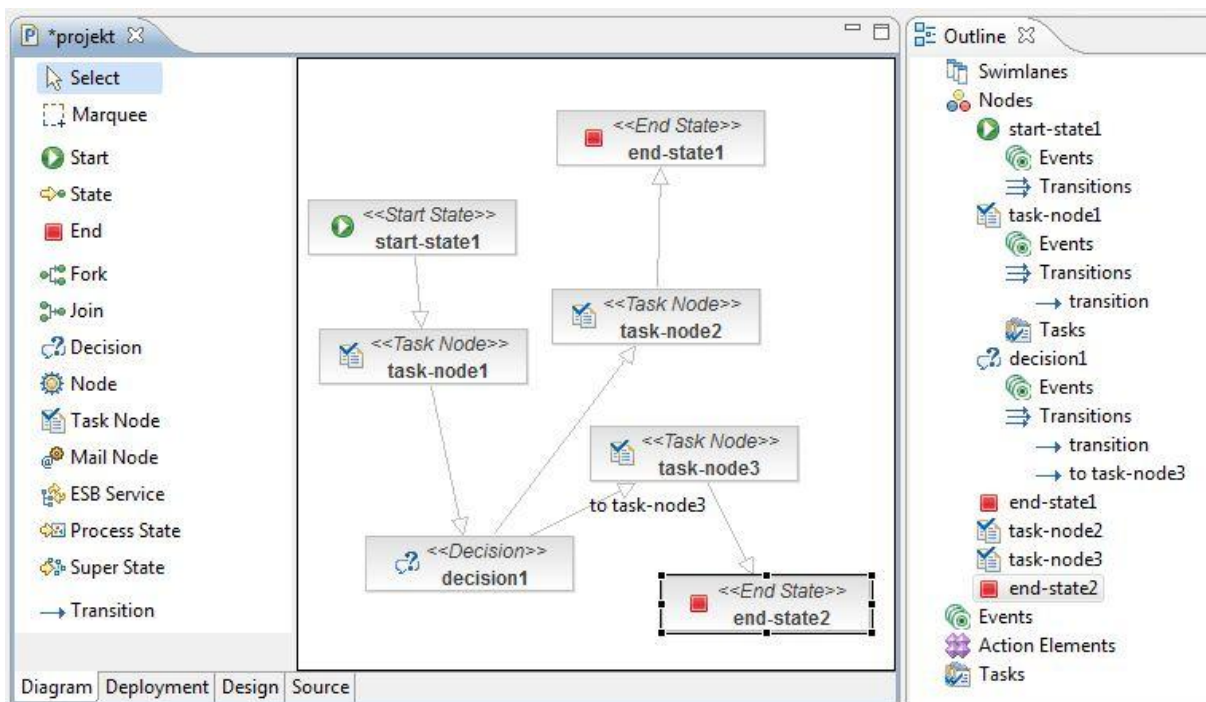 *projekt
Select
Marquee
Start
State
End
Fork
Join
Decision
Node
Task Node
Mail Node
ESB Service
Process State
Super State
Transition
<<End State>>
end-state1
<<Start State>>
start-state1
<<Task Node>>
task-node2
<<Task Node>>
task-node1
<<Task Node>>
task-node3
to task-node3
<<Decision>>
decision1
<<End State>>
end-state2
Diagram Deployment Design Source
Outline
Swimlanes
Nodes
start-state1
Events
Transitions
task-node1
Events
Transitions
transition
Tasks
decision1
Events
Transitions
transition
to task-node3
end-state1
task-node2
task-node3
end-state2
Events
Action Elements
Tasks